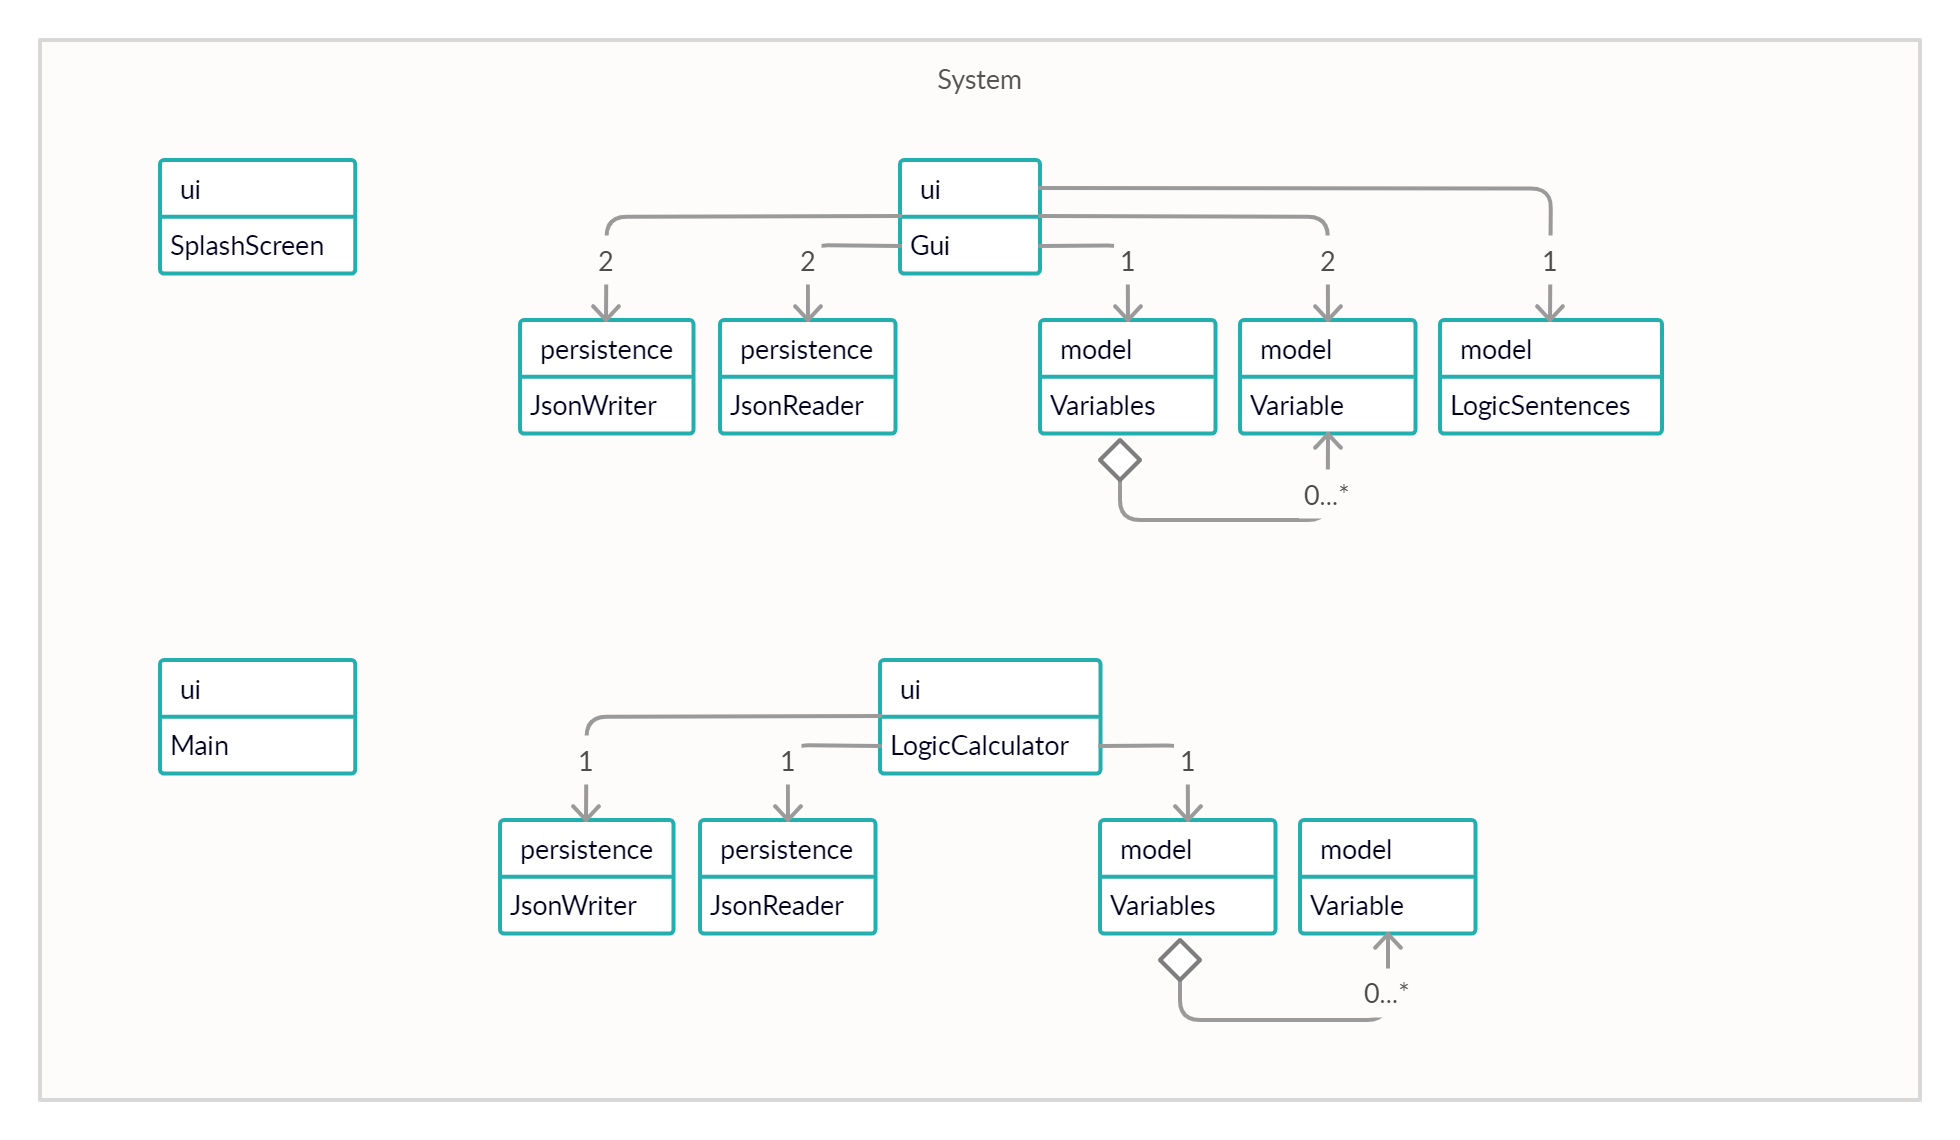 System
ui
SplashScreen
ui
Gui
2
2
1
2
1
persistence
JsonWriter
persistence
JsonReader
model
Variables
model
Variable
model
LogicSentences
0...*
ui
Main
ui
LogicCalculator
1
1
1
persistence
JsonWriter
persistence
JsonReader
model
Variables
model
Variable
0...*